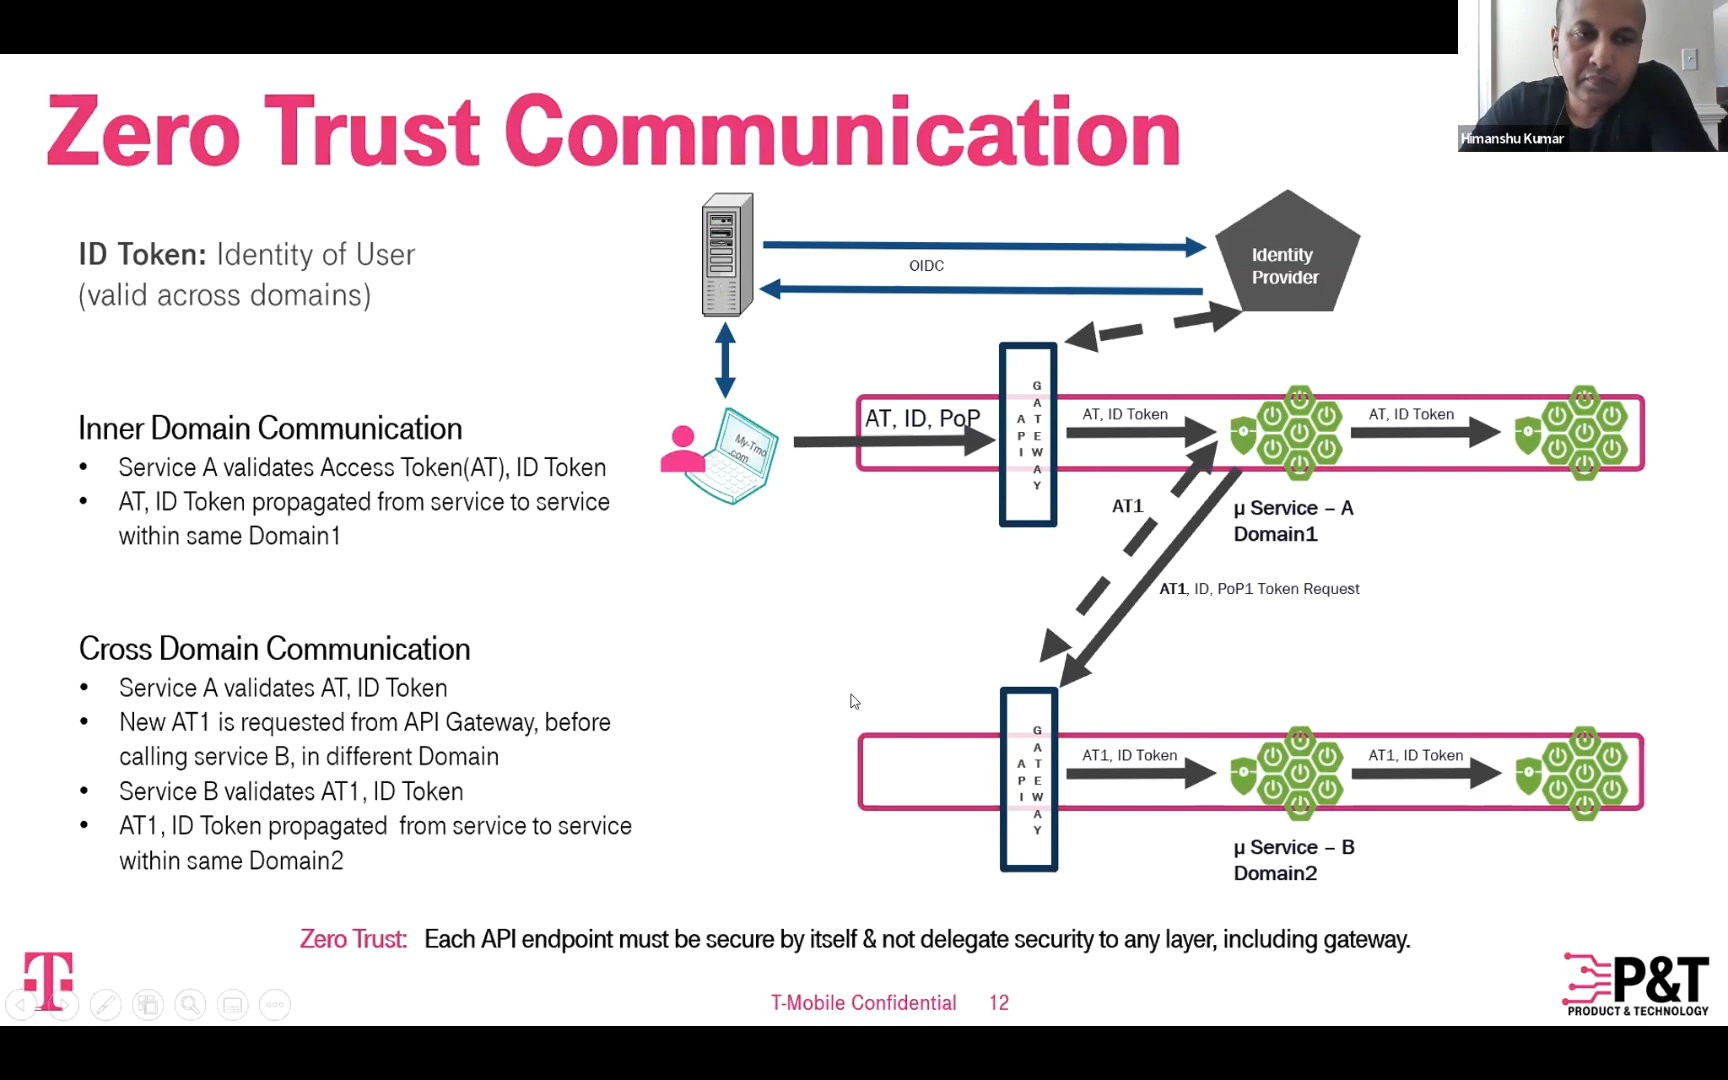 Himanshu Kumar
Zero Trust Communication
ID Token: Identity of User
(valid across domains)
OIDC
Identity
Provider
Inner Domain Communication
• Service A validates Access Token(AT), ID Token
• AT, ID Token propagated from service to service
within same Domain1
My-Tmo
.com
AT, ID, PoP
API GATEWAY
AT, ID Token
AT, ID Token
AT1
μ Service – A
Domain1
AT1, ID, PoP1 Token Request
Cross Domain Communication
• Service A validates AT, ID Token
• New AT1 is requested from API Gateway, before
calling service B, in different Domain
• Service B validates AT1, ID Token
• AT1, ID Token propagated from service to service
within same Domain2
API GATEWAY
AT1, ID Token
AT1, ID Token
μ Service – B
Domain2
Zero Trust: Each API endpoint must be secure by itself & not delegate security to any layer, including gateway.
T
T-Mobile Confidential 12
P&T
PRODUCT & TECHNOLOGY